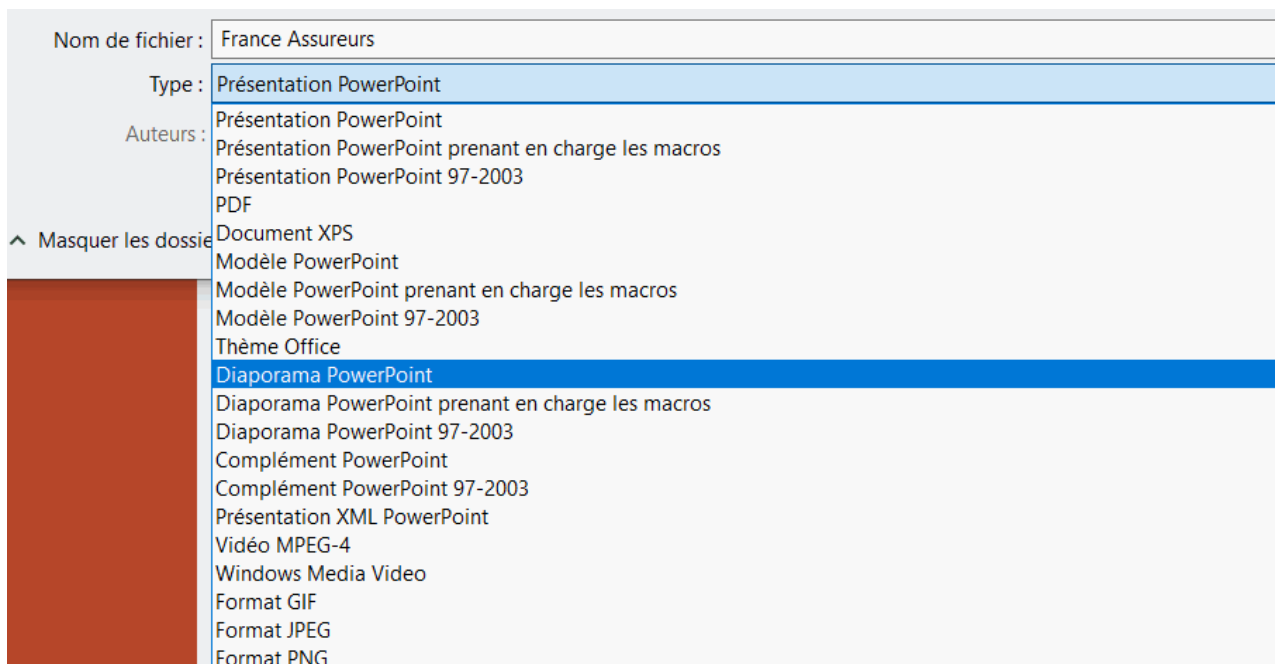 Nom de fichier : France Assureurs
Type : Présentation PowerPoint
Auteurs :
Présentation PowerPoint
Présentation PowerPoint prenant en charge les macros
Présentation PowerPoint 97-2003
PDF
Masquer les dossie
Document XPS
Modèle PowerPoint
Modèle PowerPoint prenant en charge les macros
Modèle PowerPoint 97-2003
Thème Office
Diaporama PowerPoint
Diaporama PowerPoint prenant en charge les macros
Diaporama PowerPoint 97-2003
Complément PowerPoint
Complément PowerPoint 97-2003
Présentation XML PowerPoint
Vidéo MPEG-4
Windows Media Video
Format GIF
Format JPEG
Format PNG